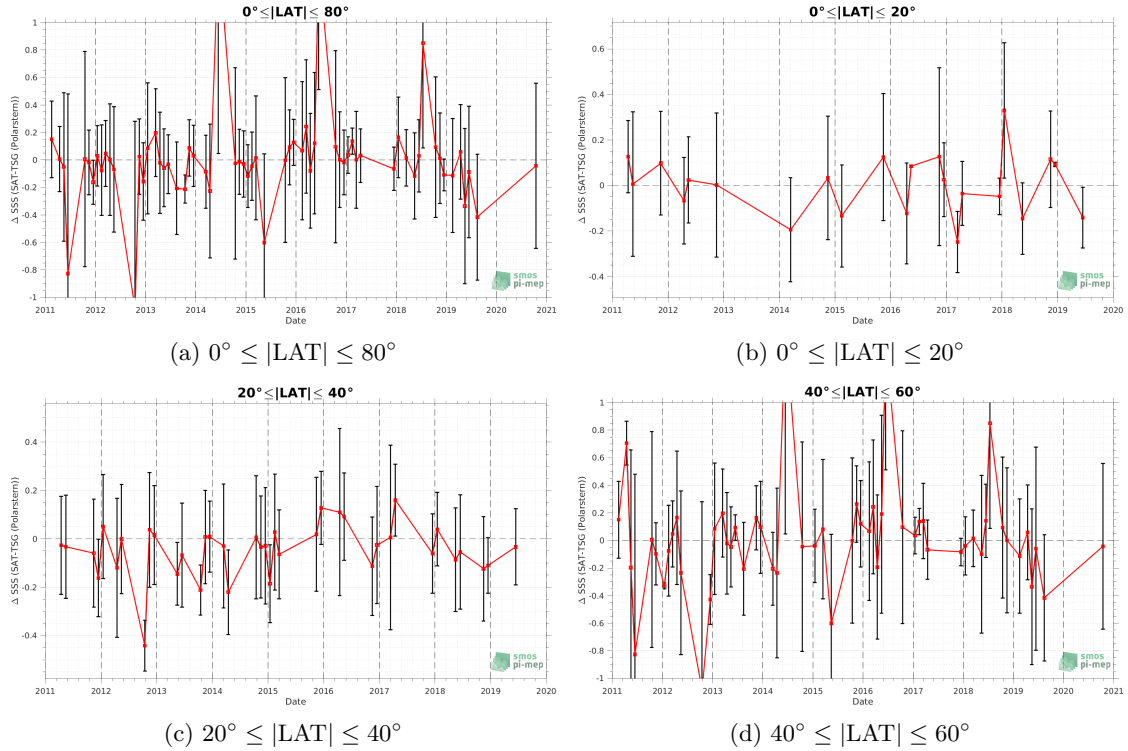 0°≤|LAT|≤ 80°
Δ SSS (SAT-TSG (Polarstern))
1
0.8
0.6
0.4
0.2
0
-0.2
-0.4
-0.6
-0.8
-1
2011 2012 2013 2014 2015 2016 2017 2018 2019 2020 2021
Date
smos
pi-mep
(a) 0° ≤ |LAT| ≤ 80°
0°≤|LAT|≤ 20°
Δ SSS (SAT-TSG (Polarstern))
0.6
0.4
0.2
0
-0.2
-0.4
2011 2012 2013 2014 2015 2016 2017 2018 2019 2020
Date
smos
pi-mep
(b) 0° ≤ |LAT| ≤ 20°
20°≤|LAT|≤ 40°
Δ SSS (SAT-TSG (Polarstern))
0.4
0.2
0
-0.2
-0.4
2011 2012 2013 2014 2015 2016 2017 2018 2019 2020
Date
smos
pi-mep
(c) 20° ≤ |LAT| ≤ 40°
40°≤|LAT|≤ 60°
Δ SSS (SAT-TSG (Polarstern))
1
0.8
0.6
0.4
0.2
0
-0.2
-0.4
-0.6
-0.8
-1
2011 2012 2013 2014 2015 2016 2017 2018 2019 2020 2021
Date
smos
pi-mep
(d) 40° ≤ |LAT| ≤ 60°